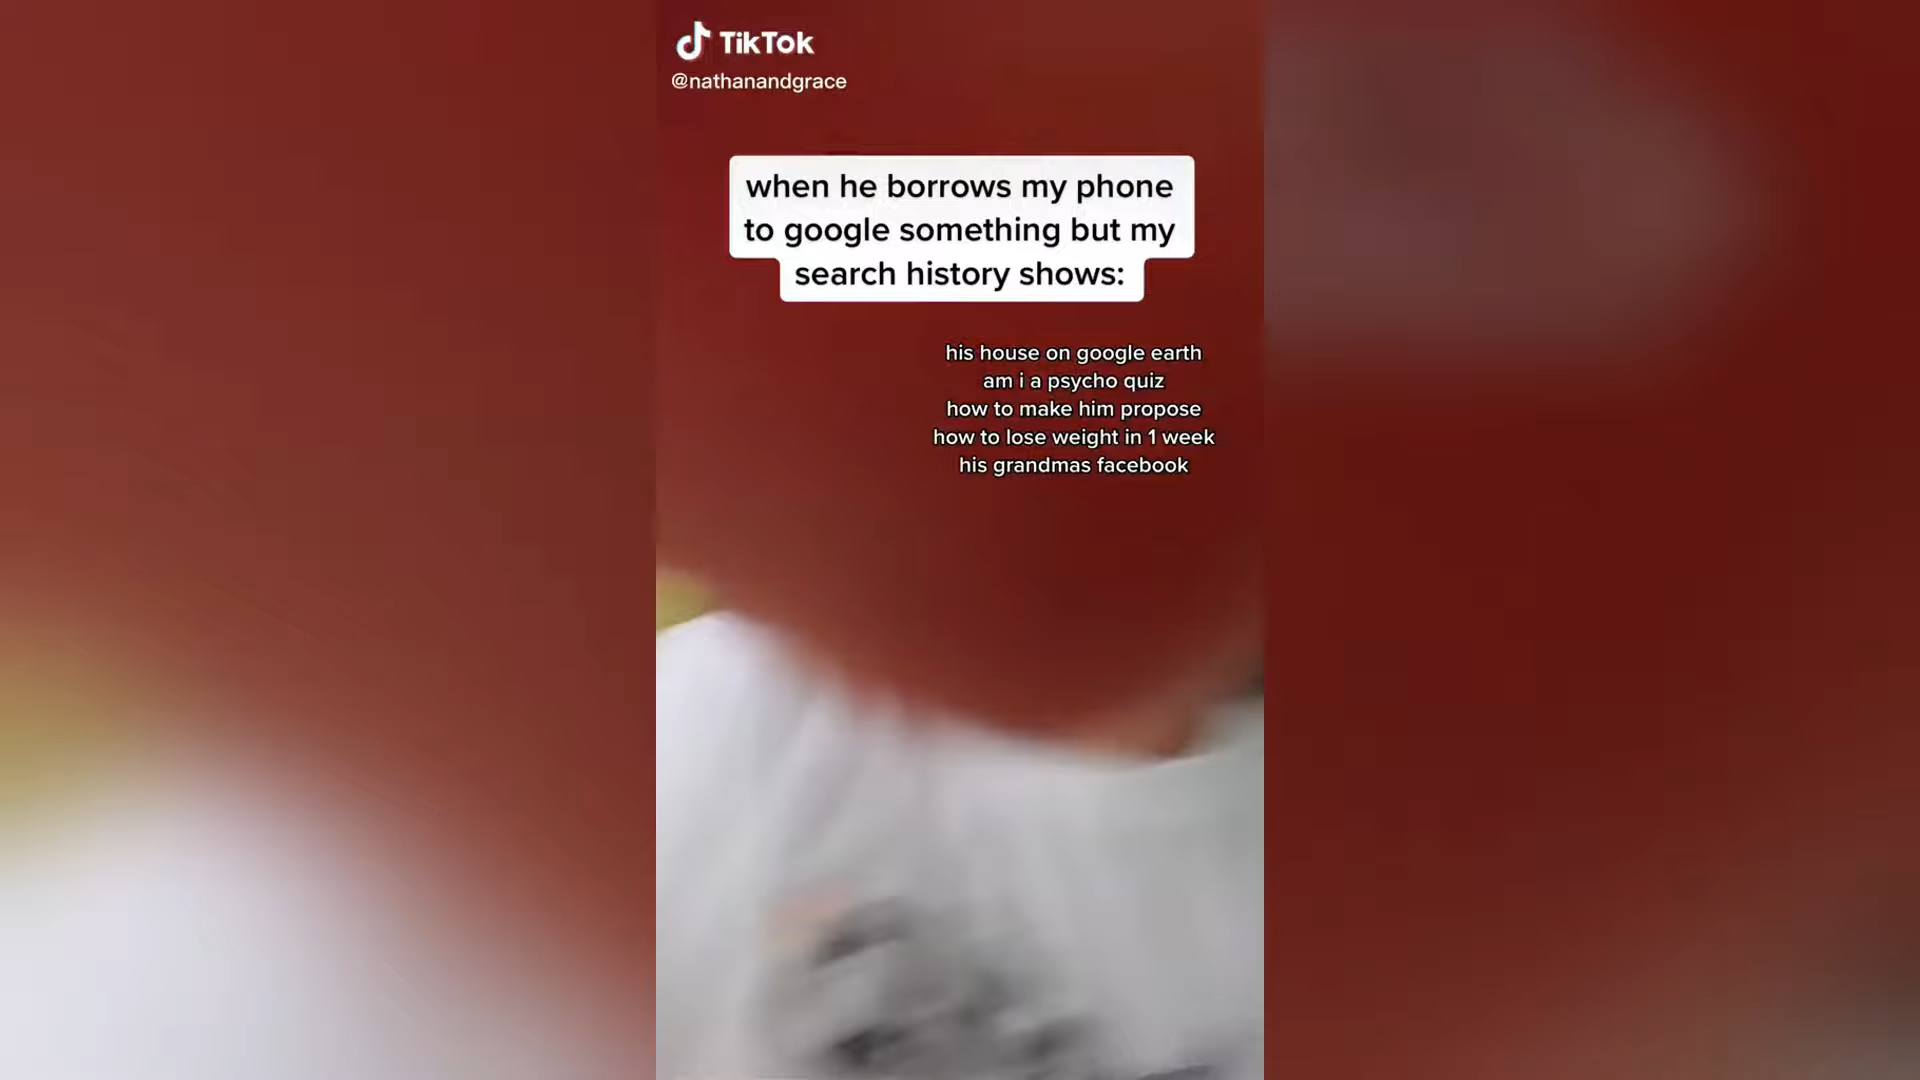 TikTok
@nathanandgrace
when he borrows my phone
to google something but my
search history shows:
his house on google earth
am i a psycho quiz
how to make him propose
how to lose weight in 1 week
his grandmas facebook